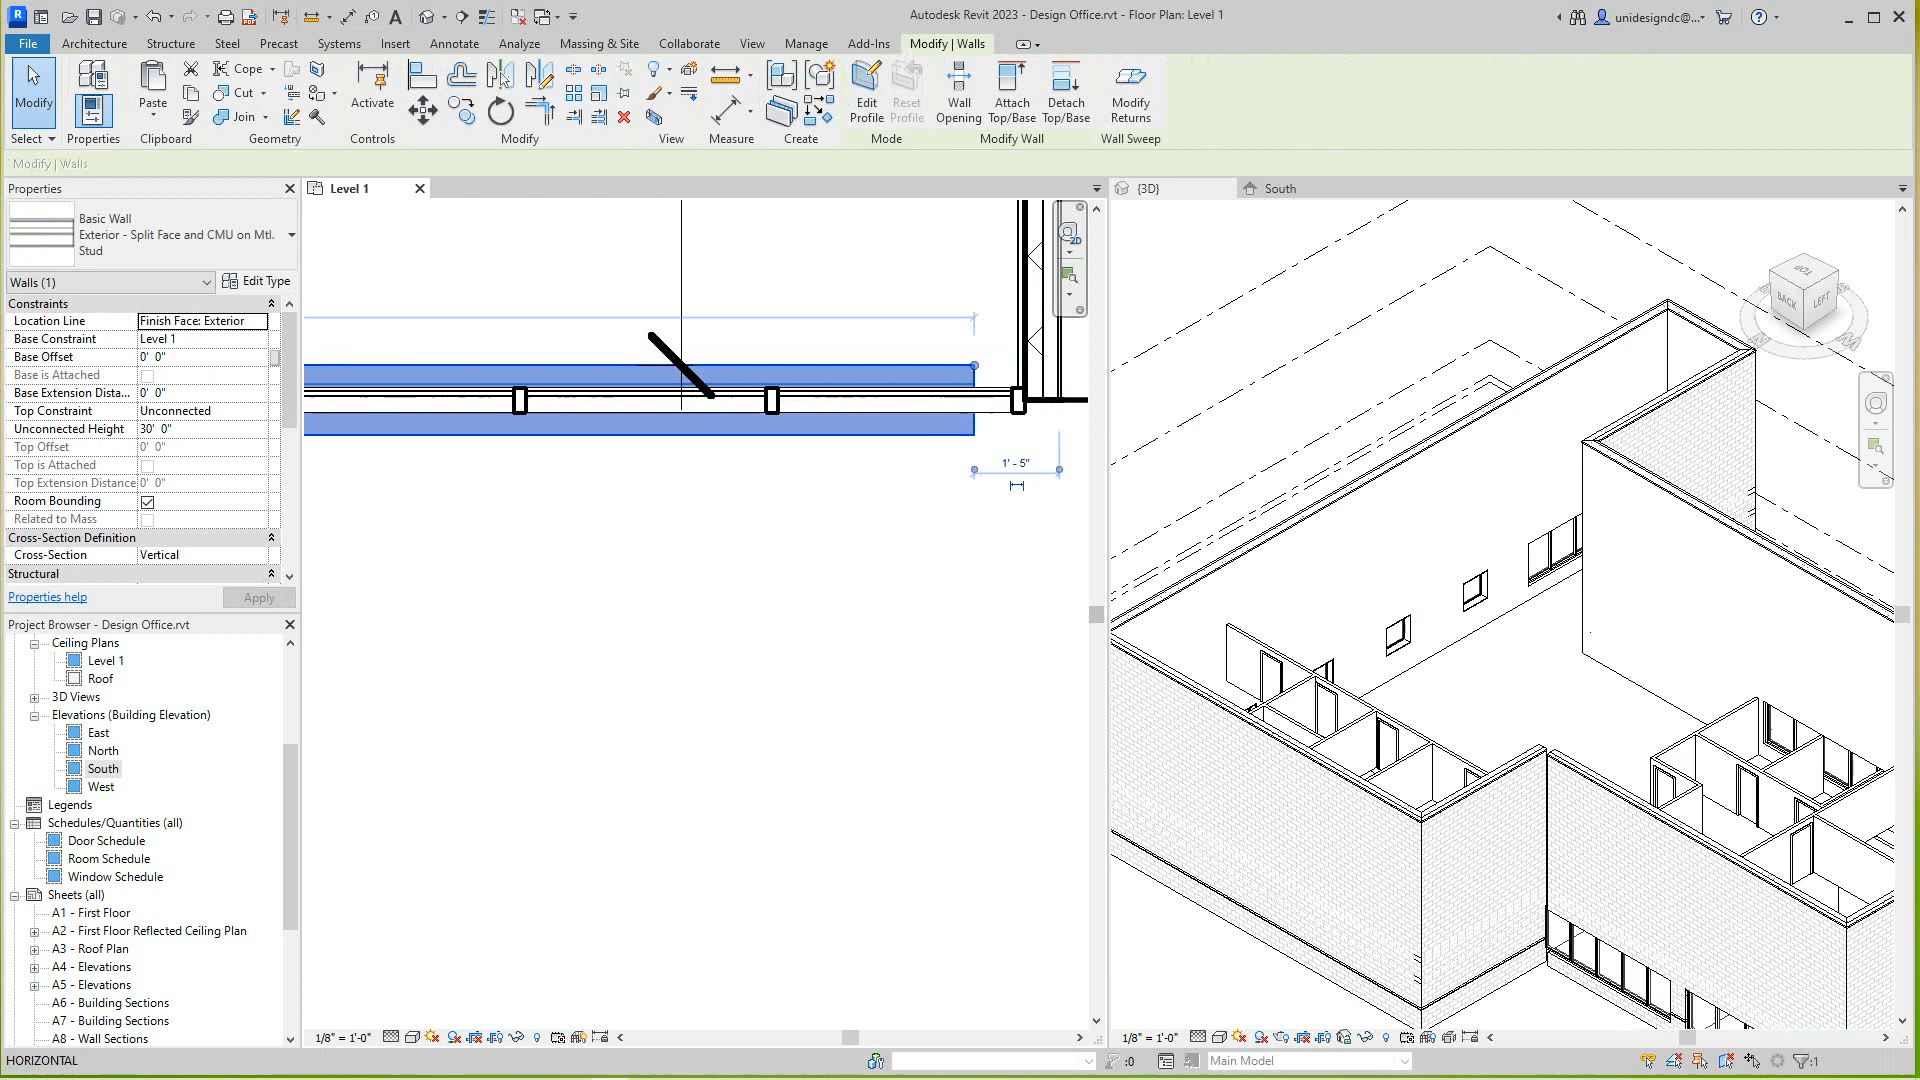 Autodesk Revit 2023 - Design Office.rvt - Floor Plan: Level 1
unidesigndc@...
File Architecture Structure Steel Precast Systems Insert Annotate Analyze Massing & Site Collaborate View Manage Add-Ins Modify | Walls
Modify
Select
Properties
Paste
Clipboard
Cope
Cut
Join
Geometry
Activate
Controls
Modify
View
Measure
Create
Edit
Profile
Reset
Profile
Mode
Wall
Opening
Attach
Top/Base
Detach
Top/Base
Modify Wall
Modify
Returns
Wall Sweep
Modify | Walls
Properties
Basic Wall
Exterior - Split Face and CMU on Mtl.
Stud
Walls (1)
Edit Type
Constraints
Location Line Finish Face: Exterior
Base Constraint Level 1
Base Offset 0' 0"
Base is Attached
Base Extension Dista... 0' 0"
Top Constraint Unconnected
Unconnected Height 30' 0"
Top Offset 0' 0"
Top is Attached
Top Extension Distance 0' 0"
Room Bounding
Related to Mass
Cross-Section Definition
Cross-Section Vertical
Structural
Properties help
Apply
Project Browser - Design Office.rvt
Ceiling Plans
Level 1
Roof
3D Views
Elevations (Building Elevation)
East
North
South
West
Legends
Schedules/Quantities (all)
Door Schedule
Room Schedule
Window Schedule
Sheets (all)
A1 - First Floor
A2 - First Floor Reflected Ceiling Plan
A3 - Roof Plan
A4 - Elevations
A5 - Elevations
A6 - Building Sections
A7 - Building Sections
A8 - Wall Sections
Level 1
2D
1' - 5"
1/8" = 1'-0"
{3D}
South
TOP
BACK
LEFT
1/8" = 1'-0"
HORIZONTAL
:0
Main Model
:1